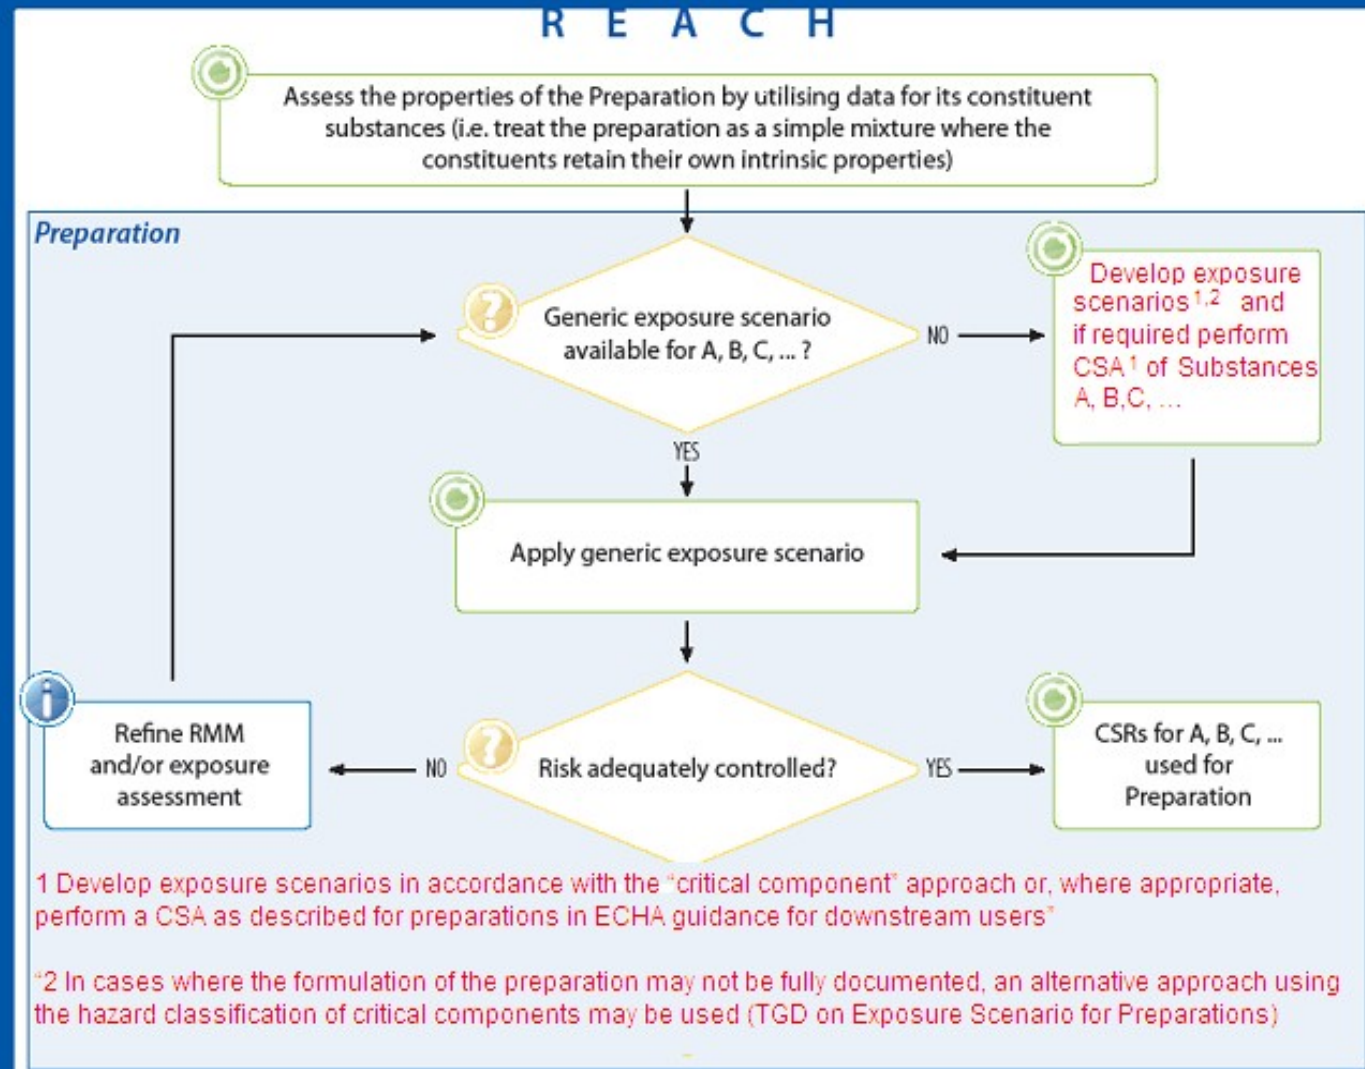 R E A C H
Assess the properties of the Preparation by utilising data for its constituent
substances (i.e. treat the preparation as a simple mixture where the
constituents retain their own intrinsic properties)
Preparation
?
Generic exposure scenario
available for A, B, C, ... ?
NO
Develop exposure
scenarios1,2 and
if required perform
CSA1 of Substances
A, B,C, ...
YES
Apply generic exposure scenario
i
Refine RMM
and/or exposure
assessment
NO
?
Risk adequately controlled?
YES
CSRs for A, B, C, ...
used for
Preparation
1 Develop exposure scenarios in accordance with the “critical component” approach or, where appropriate,
perform a CSA as described for preparations in ECHA guidance for downstream users”
“2 In cases where the formulation of the preparation may not be fully documented, an alternative approach using
the hazard classification of critical components may be used (TGD on Exposure Scenario for Preparations)